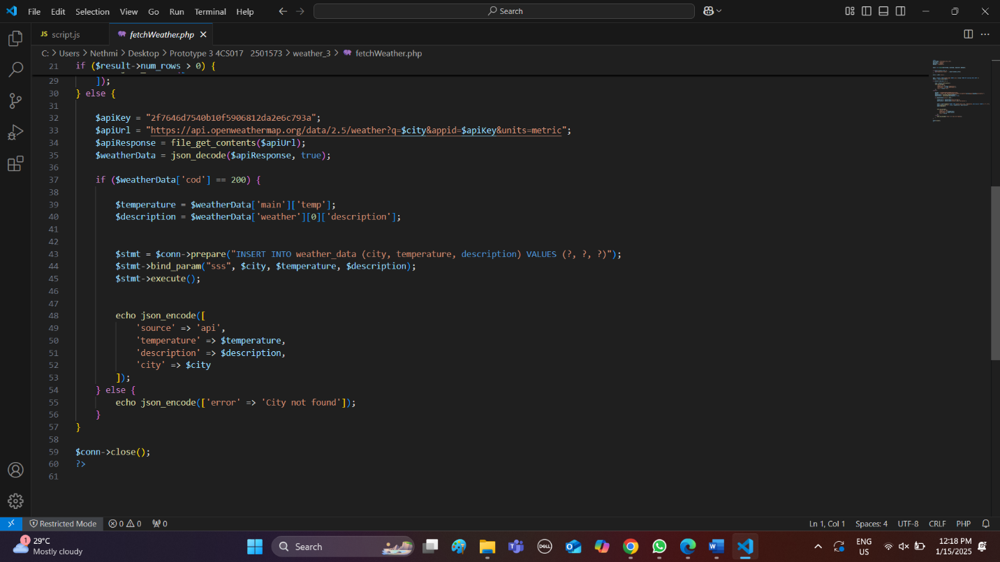 File Edit Selection View Go Run Terminal Help Search
JS script.js fetchWeather.php
C: > Users > Nethmi > Desktop > Prototype 3 4CS017 2501573 > weather_3 > fetchWeather.php
21 if ($result->num_rows > 0) {
29 ]);
30 } else {
31
32 $apiKey = "2f7646d7540b10f5906812da2e6c793a";
33 $apiUrl = "https://api.openweathermap.org/data/2.5/weather?q=$city&appid=$apiKey&units=metric";
34 $apiResponse = file_get_contents($apiUrl);
35 $weatherData = json_decode($apiResponse, true);
36
37 if ($weatherData['cod'] == 200) {
38
39 $temperature = $weatherData['main']['temp'];
40 $description = $weatherData['weather'][0]['description'];
41
42
43 $stmt = $conn->prepare("INSERT INTO weather_data (city, temperature, description) VALUES (?, ?, ?)");
44 $stmt->bind_param("sss", $city, $temperature, $description);
45 $stmt->execute();
46
47
48 echo json_encode([
49 'source' => 'api',
50 'temperature' => $temperature,
51 'description' => $description,
52 'city' => $city
53 ]);
54 } else {
55 echo json_encode(['error' => 'City not found']);
56 }
57 }
58
59 $conn->close();
60 ?>
61
Restricted Mode 0 0 0 Ln 1, Col 1 Spaces: 4 UTF-8 CRLF PHP
1 29°C Mostly cloudy
Search
DELL
ENG US
12:18 PM
1/15/2025